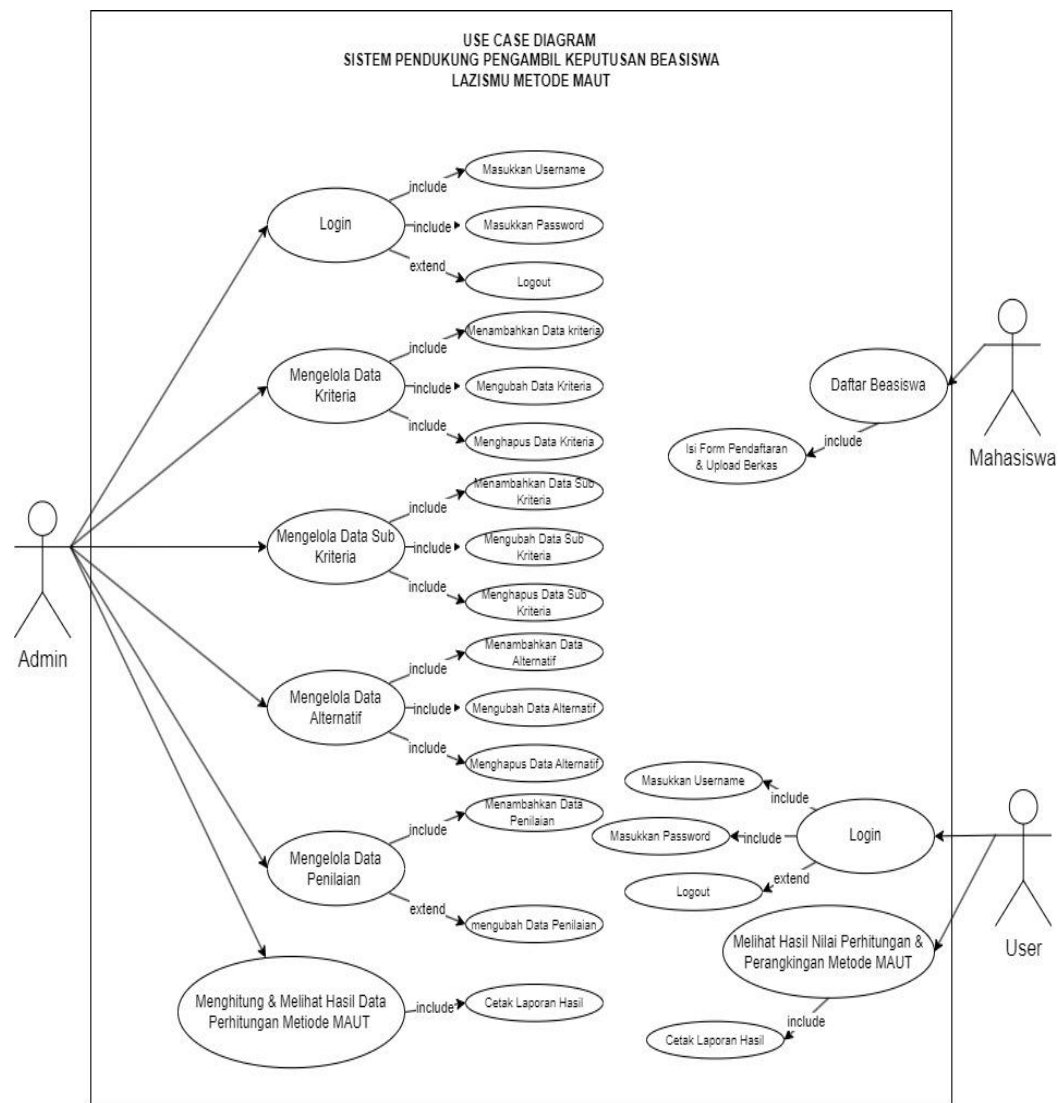 USE CASE DIAGRAM
SISTEM PENDUKUNG PENGAMBIL KEPUTUSAN BEASISWA
LAZISMU METODE MAUT
Login
include
Masukkan Username
include
Masukkan Password
extend
Logout
Mengelola Data
Kriteria
include
Menambahkan Data kriteria
include
Mengubah Data Kriteria
include
Menghapus Data Kriteria
Mengelola Data Sub
Kriteria
include
Menambahkan Data Sub
Kriteria
include
Mengubah Data Sub
Kriteria
include
Menghapus Data Sub
Kriteria
Admin
Mengelola Data
Alternatif
include
Menambahkan Data
Alternatif
include
Mengubah Data Alternatif
include
Menghapus Data Alternatif
Mengelola Data
Penilaian
include
Menambahkan Data
Penilaian
extend
mengubah Data Penilaian
Menghitung & Melihat Hasil Data
Perhitungan Metiode MAUT
include
Cetak Laporan Hasil
Daftar Beasiswa
include
Isi Form Pendaftaran
& Upload Berkas
Mahasiswa
Masukkan Username
include
Masukkan Password
include
Login
extend
Logout
Melihat Hasil Nilai Perhitungan &
Perangkingan Metode MAUT
User
include
Cetak Laporan Hasil